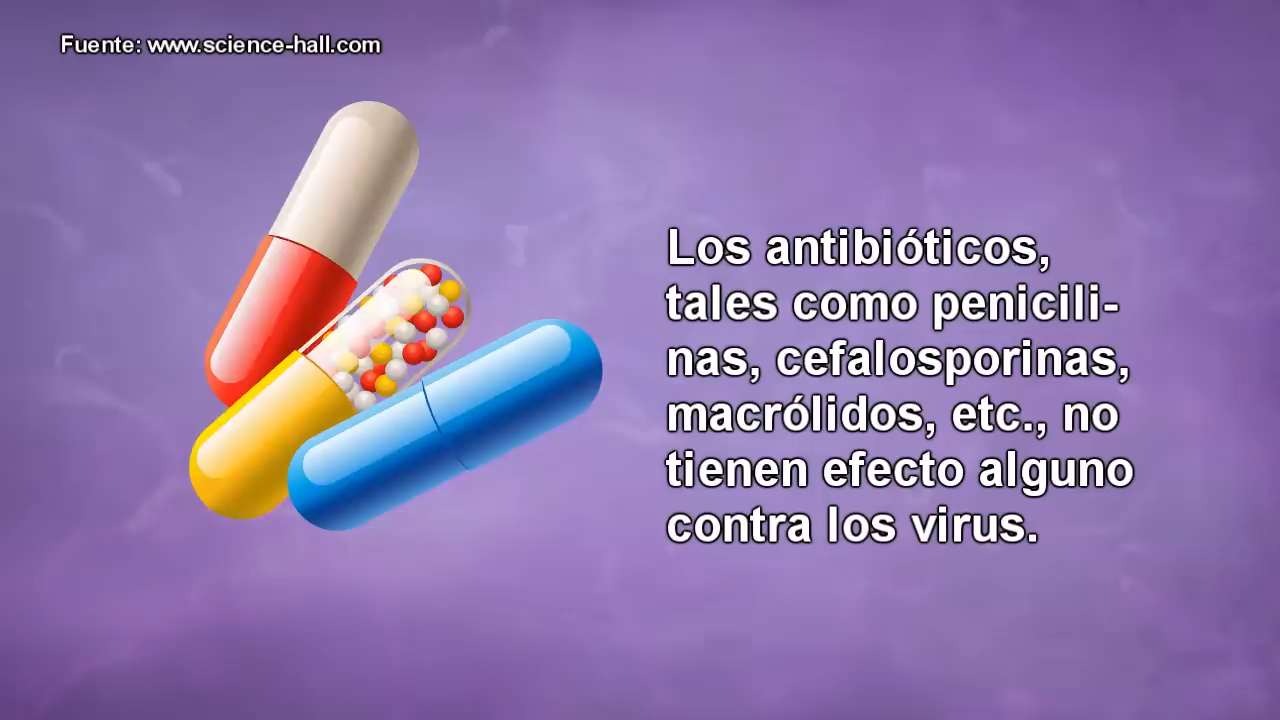 Fuente: www.science-hall.com
Los antibióticos,
tales como penicili-
nas, cefalosporinas,
macrólidos, etc., no
tienen efecto alguno
contra los virus.